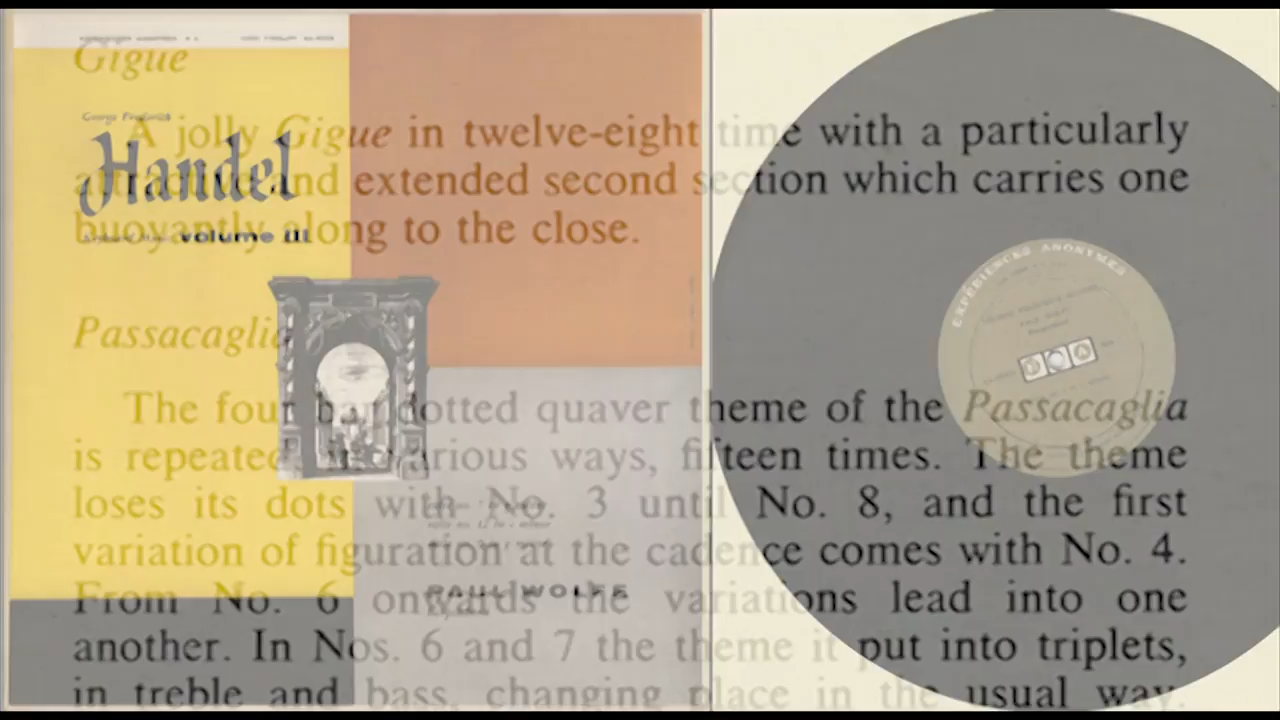 Gigue
George Frederick
Handel
volume III
A jolly Gigue in twelve-eight time with a particularly
attractive and extended second section which carries one
buoyantly along to the close.
EXPÉRIENCES ANONYMES
Passacaglia
The four bar dotted quaver theme of the Passacaglia
is repeated, in various ways, fifteen times. The theme
loses its dots with No. 3 until No. 8, and the first
variation of figuration at the cadence comes with No. 4.
From No. 6 onwards the variations lead into one
another. In Nos. 6 and 7 the theme it put into triplets,
in treble and bass, changing place in the usual way.
PAUL WOLFE